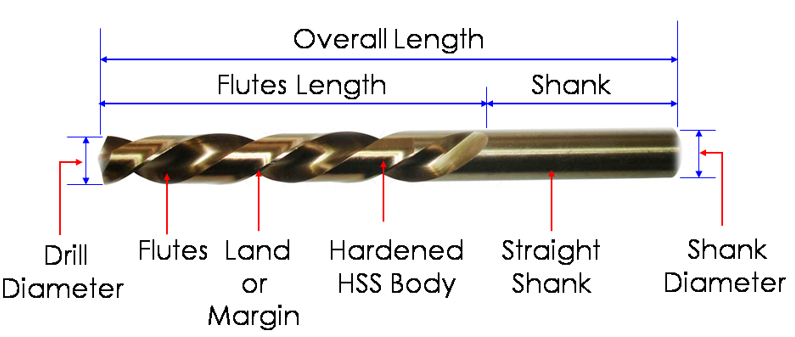 Overall Length
Flutes Length
Shank
Drill
Diameter
Flutes
Land
or
Margin
Hardened
HSS Body
Straight
Shank
Shank
Diameter